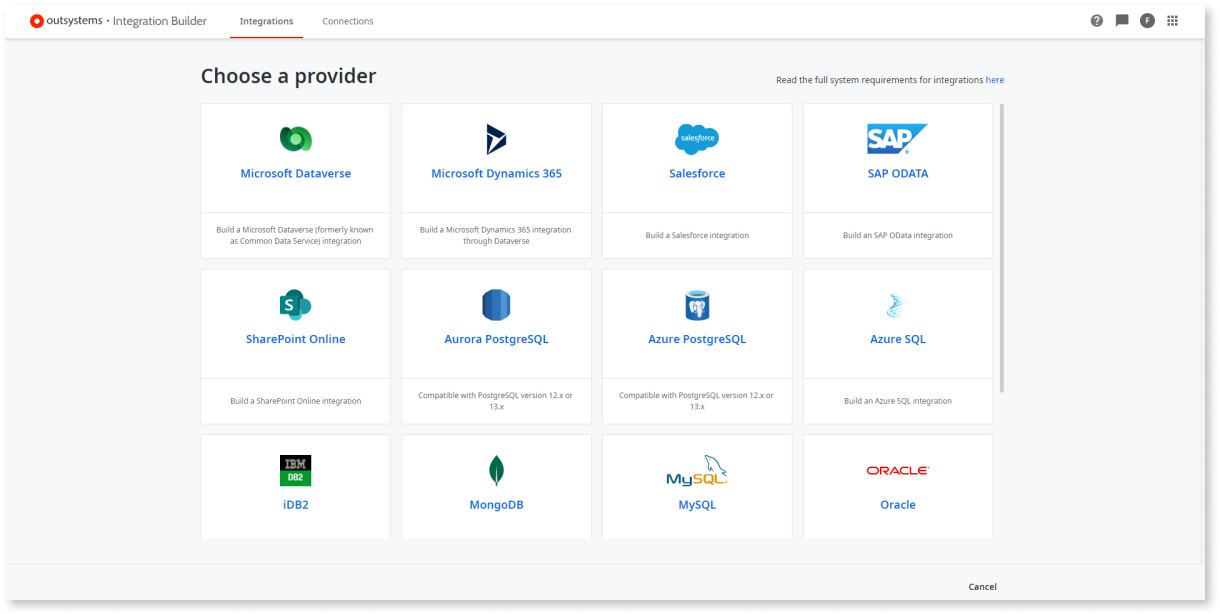 outsystems • Integration Builder Integrations Connections ? F
Choose a provider
Read the full system requirements for integrations here
salesforce SAP
Microsoft Dataverse Microsoft Dynamics 365 Salesforce SAP ODATA
Build a Microsoft Dataverse (formerly known
as Common Data Service) integration
Build a Microsoft Dynamics 365 integration
through Dataverse
Build a Salesforce integration
Build an SAP OData integration
S
SharePoint Online Aurora PostgreSQL Azure PostgreSQL Azure SQL
Build a SharePoint Online integration
Compatible with PostgreSQL version 12.x or
13.x
Compatible with PostgreSQL version 12.x or
13.x
Build an Azure SQL integration
IBM
DB2
MySQL
ORACLE
iDB2 MongoDB MySQL Oracle
Cancel